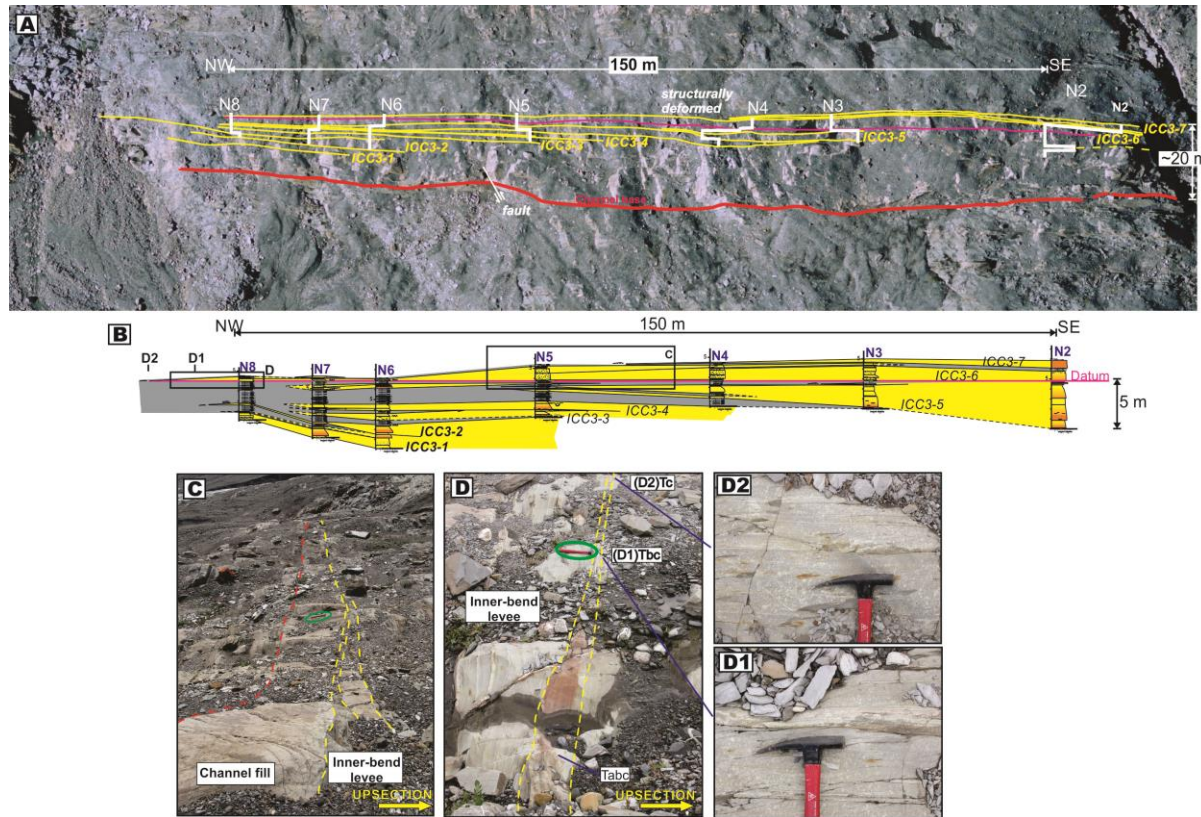 A
NW
150 m
SE
N8
N7
N6
N5
structurally
deformed
N4
N3
N2
N2
ICC3-1
ICC3-2
ICC3-3
ICC3-4
ICC3-5
ICC3-6
ICC3-7
~20 m
fault
Channel base
B
NW
150 m
SE
D2
D1
N8
D
N7
N6
N5
C
N4
N3
N2
ICC3-7
ICC3-6
Datum
ICC3-5
ICC3-4
ICC3-3
ICC3-2
ICC3-1
5 m
C
Channel fill
Inner-bend
levee
UPSECTION
D
(D2)Tc
(D1)Tbc
Inner-bend
levee
Tabc
UPSECTION
D2
D1